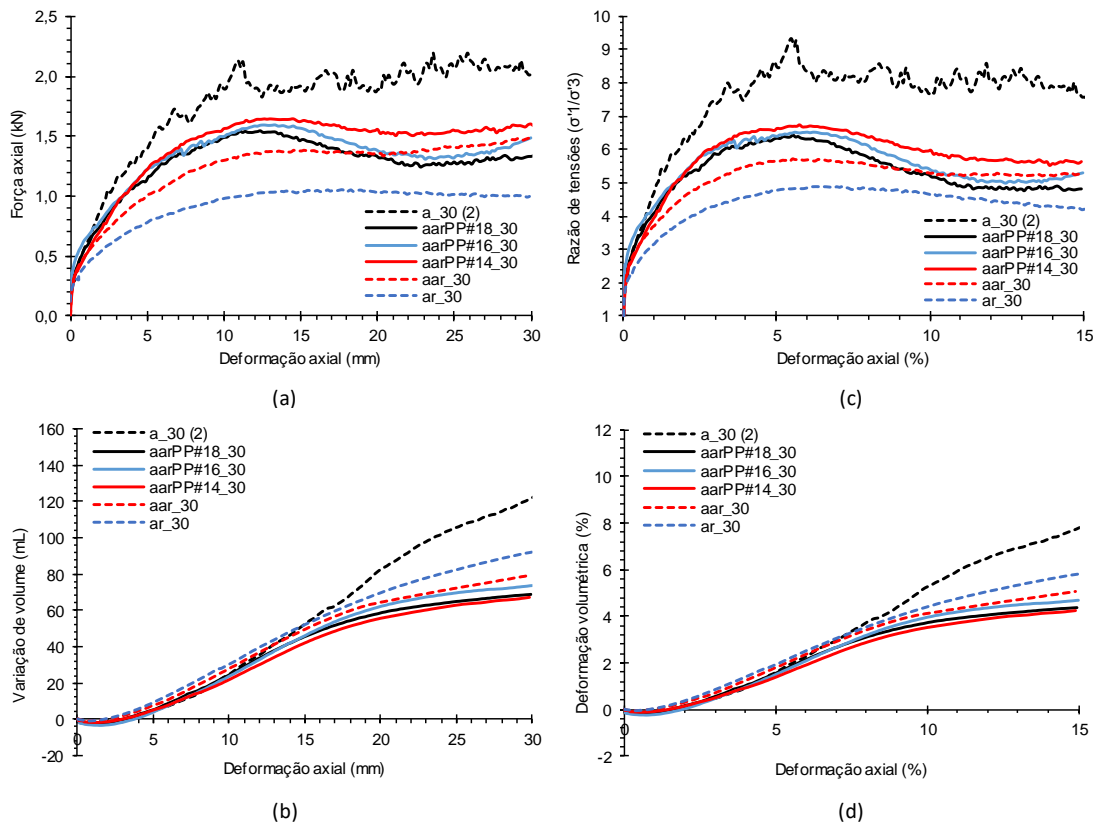 2,5
2,0
1,5
1,0
0,5
0,0
Força axial (kN)
a_30 (2)
aarPP#18_30
aarPP#16_30
aarPP#14_30
aar_30
ar_30
0 5 10 15 20 25 30
Deformação axial (mm)
(a)
10
9
8
7
6
5
4
3
2
1
Razão de tensões (σ'1/σ'3)
a_30 (2)
aarPP#18_30
aarPP#16_30
aarPP#14_30
aar_30
ar_30
0 5 10 15
Deformação axial (%)
(c)
160
140
120
100
80
60
40
20
0
-20
Variação de volume (mL)
a_30 (2)
aarPP#18_30
aarPP#16_30
aarPP#14_30
aar_30
ar_30
0 5 10 15 20 25 30
Deformação axial (mm)
(b)
12
10
8
6
4
2
0
-2
Deformação volumétrica (%)
a_30 (2)
aarPP#18_30
aarPP#16_30
aarPP#14_30
aar_30
ar_30
0 5 10 15
Deformação axial (%)
(d)